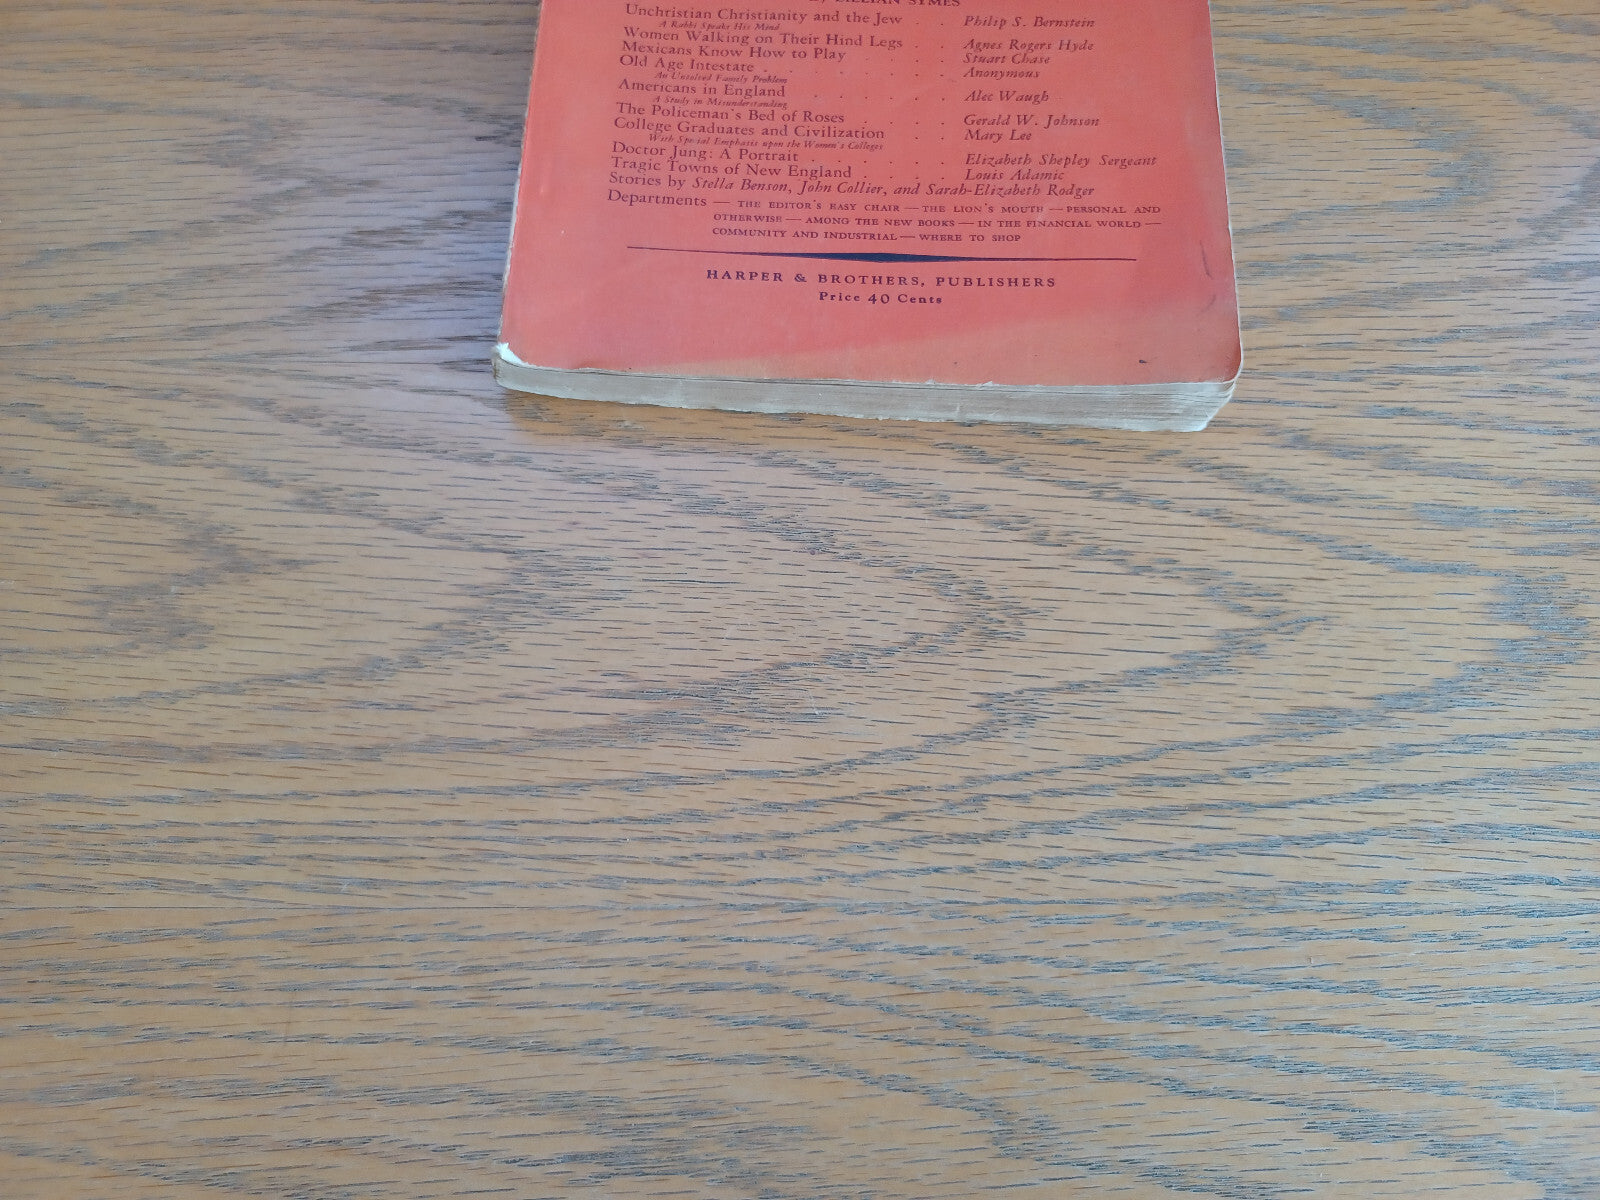 BY LILLIAN SYMES
Unchristian Christianity and the Jew . . Philip S. Bernstein
A Rabbi Speaks His Mind
Women Walking on Their Hind Legs . . Agnes Rogers Hyde
Mexicans Know How to Play . . . Stuart Chase
Old Age Intestate . . . . . . Anonymous
An Unsolved Family Problem
Americans in England . . . . . . Alec Waugh
A Study in Misunderstanding
The Policeman's Bed of Roses . . . . Gerald W. Johnson
College Graduates and Civilization . . Mary Lee
With Special Emphasis upon the Women's Colleges
Doctor Jung: A Portrait . . . . . . Elizabeth Shepley Sergeant
Tragic Towns of New England . . . . Louis Adamic
Stories by Stella Benson, John Collier, and Sarah-Elizabeth Rodger
Departments — THE EDITOR'S EASY CHAIR — THE LION'S MOUTH — PERSONAL AND
OTHERWISE — AMONG THE NEW BOOKS — IN THE FINANCIAL WORLD —
COMMUNITY AND INDUSTRIAL — WHERE TO SHOP
HARPER & BROTHERS, PUBLISHERS
Price 40 Cents